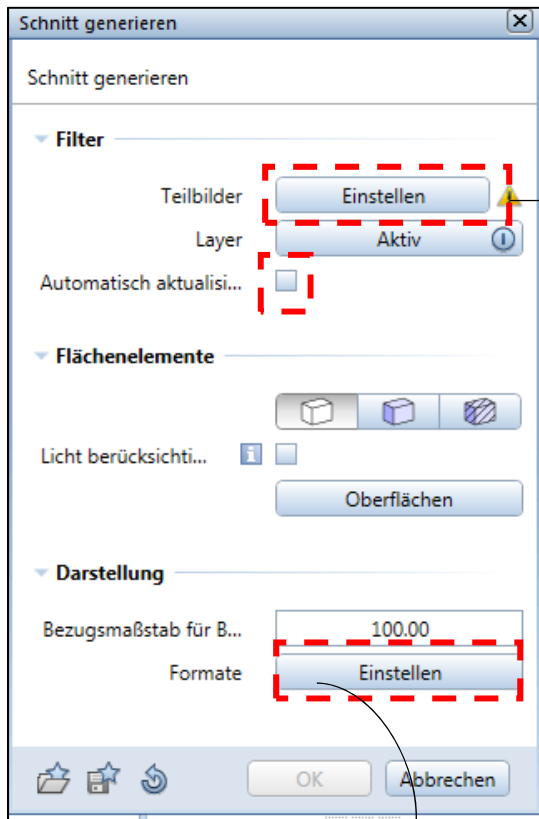 Schnitt generieren
Schnitt generieren
Filter
Teilbilder Einstellen
Layer Aktiv
Automatisch aktualisi...
Flächenelemente
Licht berücksichti...
Oberflächen
Darstellung
Bezugsmaßstab für B... 100.00
Formate Einstellen
OK Abbrechen